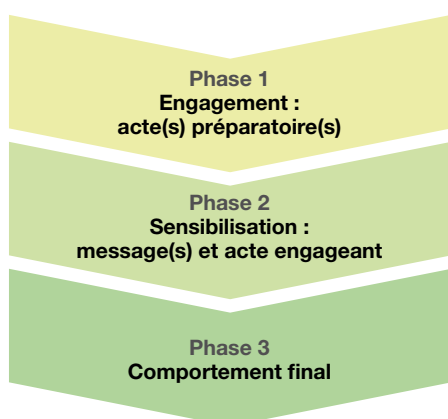 Phase 1
Engagement :
acte(s) préparatoire(s)
Phase 2
Sensibilisation :
message(s) et acte engageant
Phase 3
Comportement final